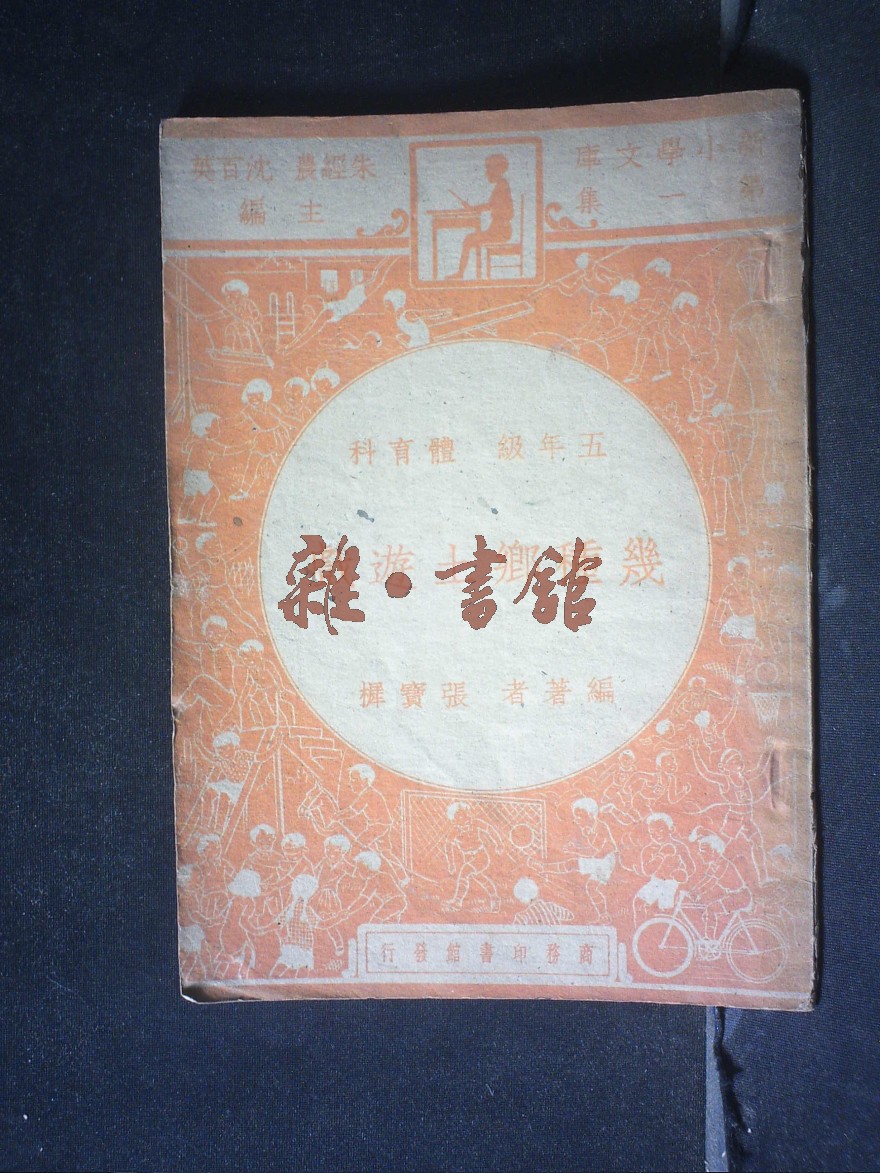 新小學文庫
第一集
朱經農 沈百英
主編
五年級 體育科
幾種鄉土遊
雜·書館
編著者 張寶樨
商務印書館發行